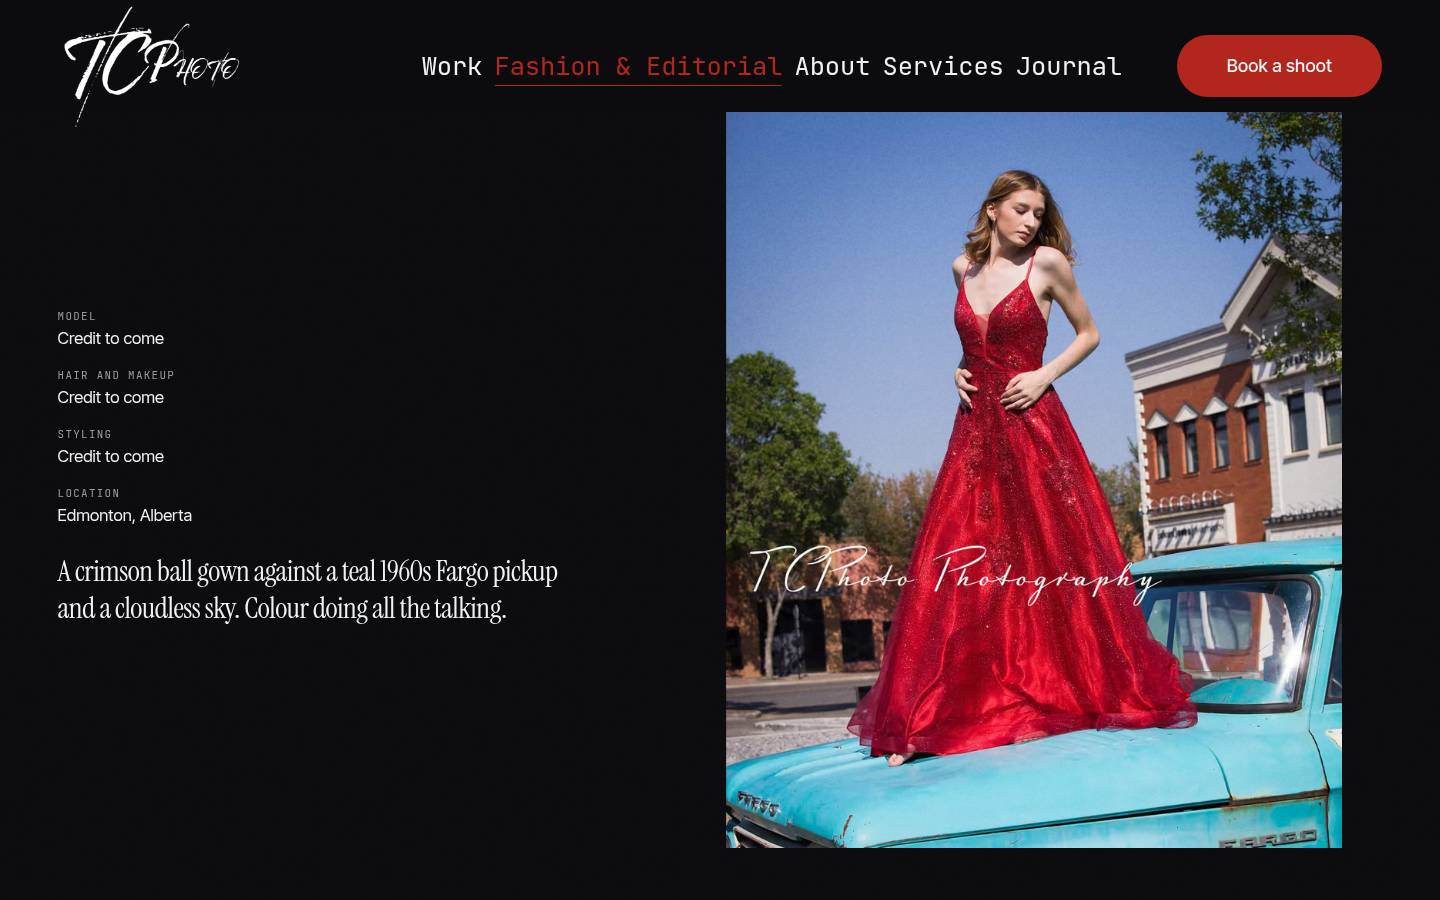 TCPHOTO
Work Fashion & Editorial About Services Journal
Book a shoot
MODEL
Credit to come
HAIR AND MAKEUP
Credit to come
STYLING
Credit to come
LOCATION
Edmonton, Alberta
A crimson ball gown against a teal 1960s Fargo pickup
and a cloudless sky. Colour doing all the talking.
TCPhoto Photography
FARGO
FARGO